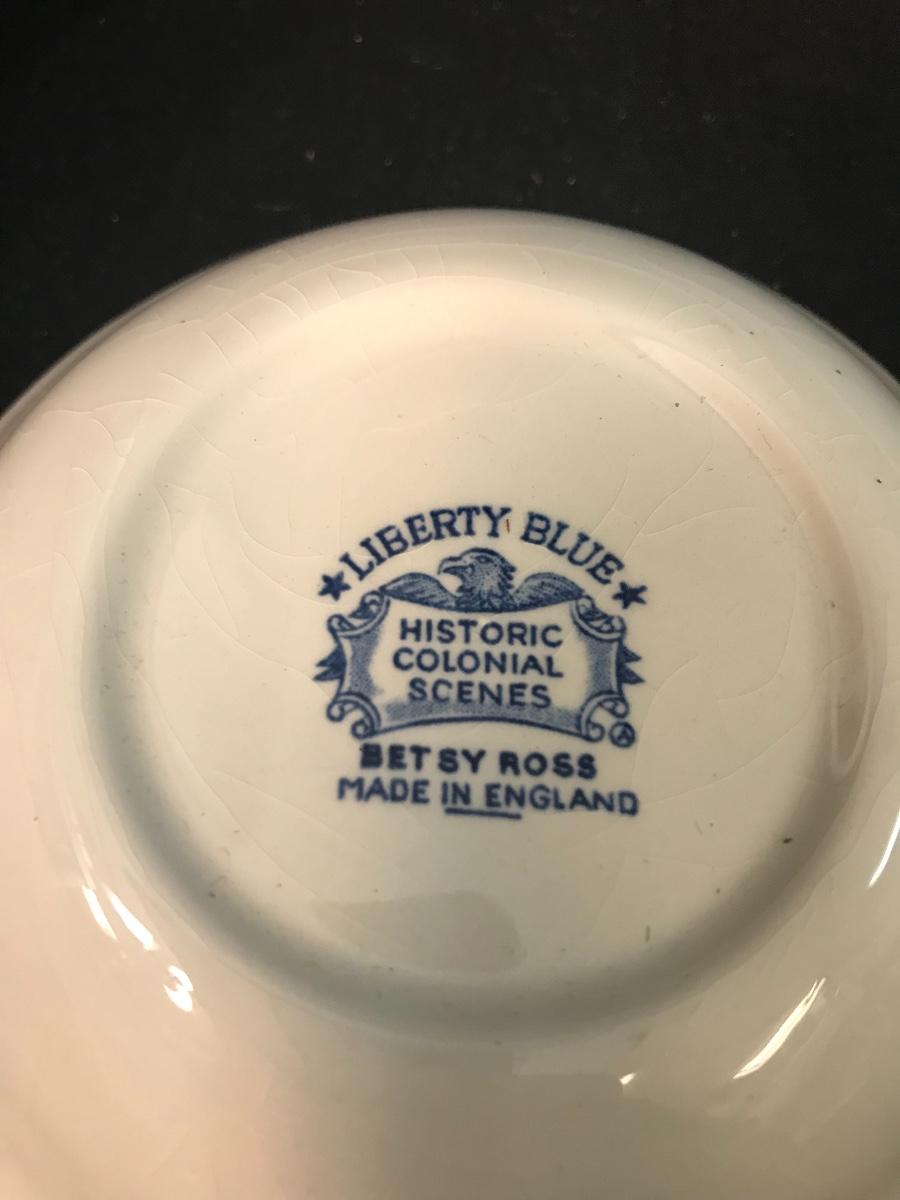 LIBERTY BLUE
HISTORIC
COLONIAL
SCENES
BETSY ROSS
MADE IN ENGLAND